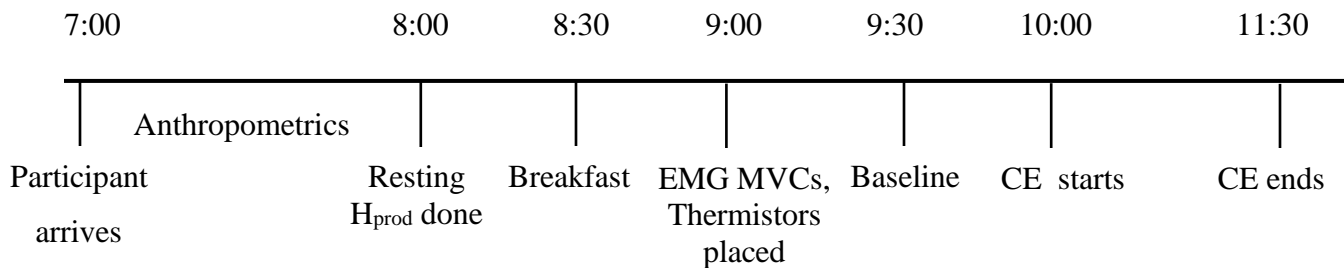 7:00 8:00 8:30 9:00 9:30 10:00 11:30
Anthropometrics
Participant Resting Breakfast EMG MVCs, Baseline CE starts CE ends
arrives Hprod done Thermistors
placed